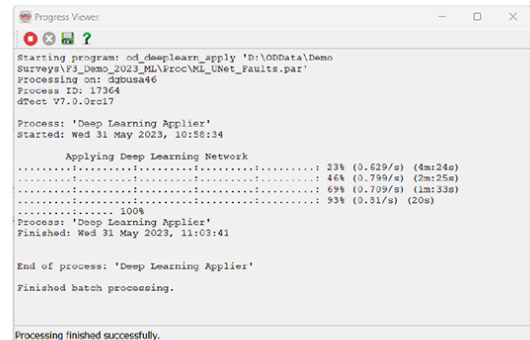 Progress Viewer
Starting program: od_deeplearn_apply 'D:\ODData\Demo
Surveys\F3_Demo_2023_ML\Proc\ML_UNet_Faults.par'
Processing on: dgbusa46
Process ID: 17364
dTect V7.0.0rc17
Process: 'Deep Learning Applier'
Started: Wed 31 May 2023, 10:58:34
Applying Deep Learning Network
.........:.........:.........:.........:.........: 23% (0.629/s) (4m:24s)
.........:.........:.........:.........:.........: 46% (0.799/s) (2m:25s)
.........:.........:.........:.........:.........: 69% (0.709/s) (1m:33s)
.........:.........:.........:.........:.........: 93% (0.81/s) (20s)
.........:...... 100%
Process: 'Deep Learning Applier'
Finished: Wed 31 May 2023, 11:03:41
End of process: 'Deep Learning Applier'
Finished batch processing.
Processing finished successfully.